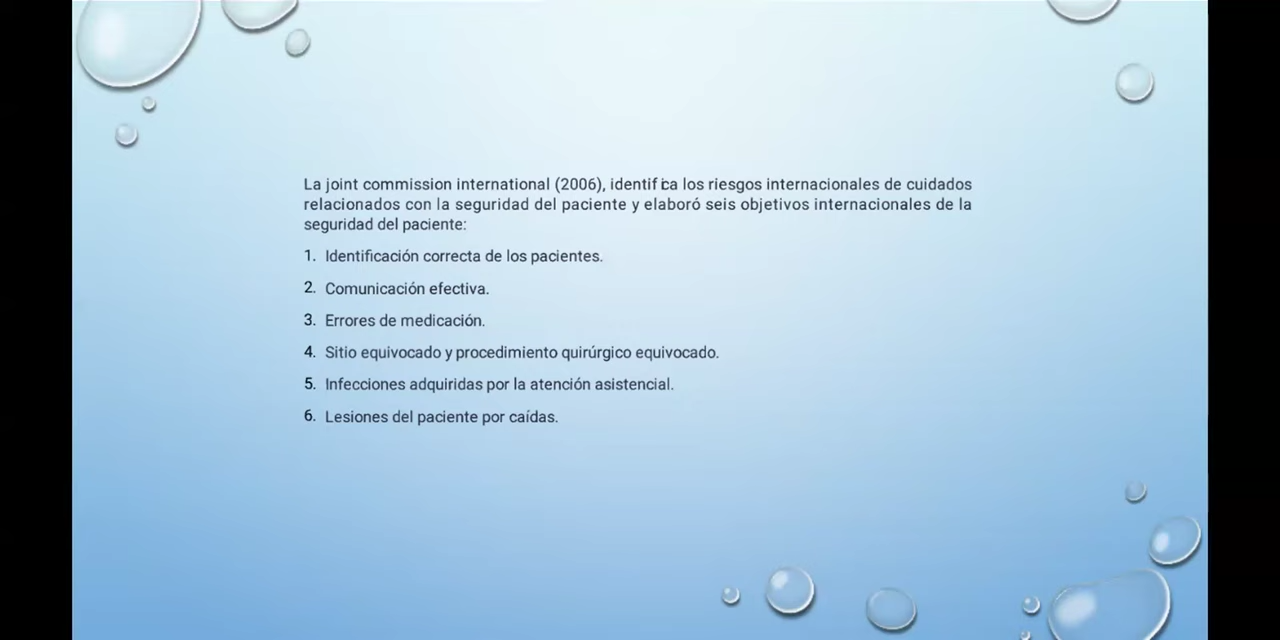 La joint commission international (2006), identifica los riesgos internacionales de cuidados
relacionados con la seguridad del paciente y elaboró seis objetivos internacionales de la
seguridad del paciente:
1. Identificación correcta de los pacientes.
2. Comunicación efectiva.
3. Errores de medicación.
4. Sitio equivocado y procedimiento quirúrgico equivocado.
5. Infecciones adquiridas por la atención asistencial.
6. Lesiones del paciente por caídas.